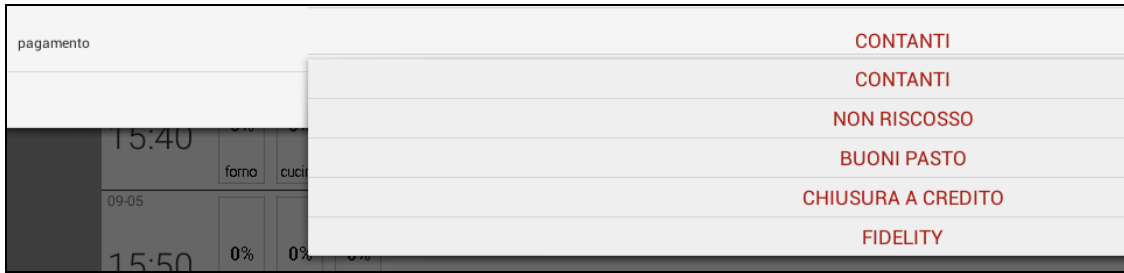 pagamento
CONTANTI
CONTANTI
NON RISCOSSO
BUONI PASTO
CHIUSURA A CREDITO
FIDELITY
15:40
forno
09-05
15:50
0%
0%